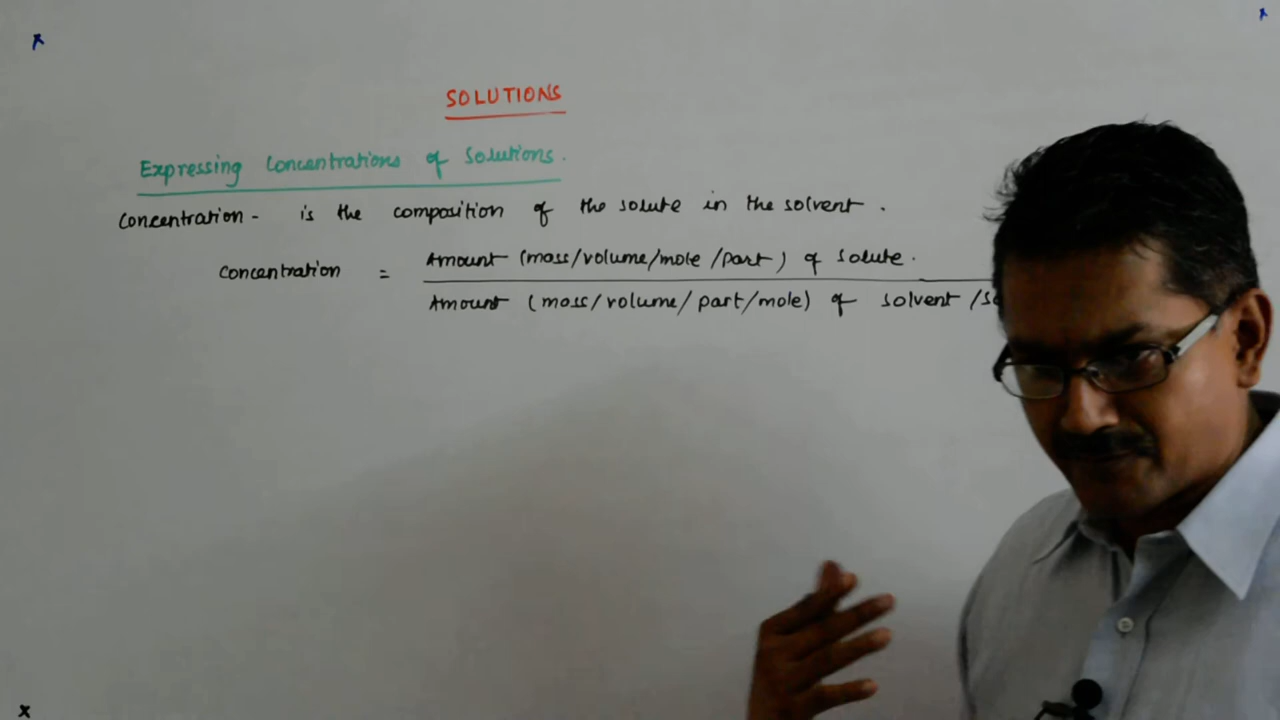 SOLUTIONS
Expressing Concentrations of Solutions.
Concentration - is the composition of the solute in the solvent.
Concentration = Amount (mass/volume/mole/part) of solute.
Amount (mass/volume/part/mole) of solvent /